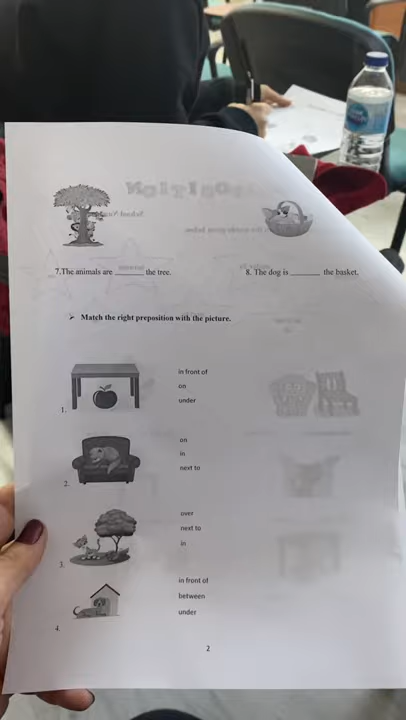 7.The animals are ______ the tree.
8. The dog is ______ the basket.
➢ Match the right preposition with the picture.
in front of
on
under
1.
on
in
next to
2.
over
next to
in
3.
in front of
between
under
4.
2